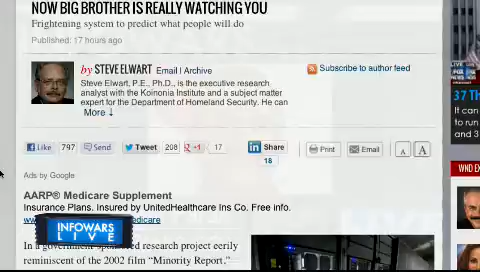 NOW BIG BROTHER IS REALLY WATCHING YOU
Frightening system to predict what people will do
Published: 17 hours ago
by STEVE ELWART Email | Archive
Steve Elwart, P.E., Ph.D., is the executive research
analyst with the Koinonia Institute and a subject matter
expert for the Department of Homeland Security. He can
More ↓
Subscribe to author feed
Like 797 Send Tweet 208 +1 17 in Share
18
Print Email A A
Ads by Google
AARP® Medicare Supplement
Insurance Plans. Insured by UnitedHealthcare Ins Co. Free info.
INFOWARS
LIVE
In a research project eerily
reminiscent of the 2002 film “Minority Report,”
LIVE
FOX
NEWS
37
It can
to run
and 3
WND